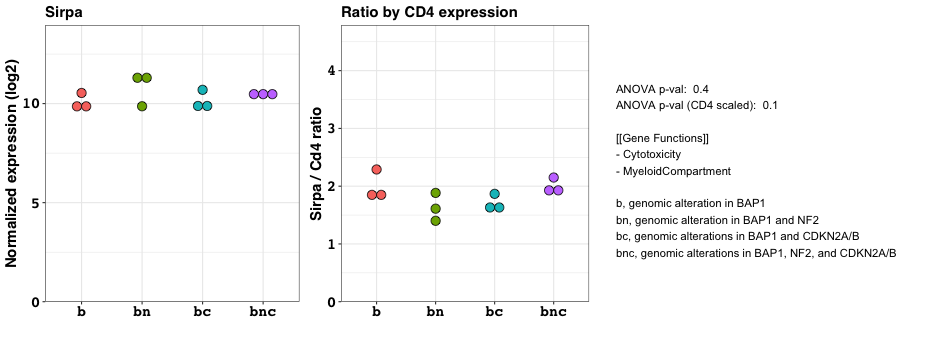 Sirpa
Normalized expression (log2)
10
5
0
b bn bc bnc
Ratio by CD4 expression
Sirpa / Cd4 ratio
4
3
2
1
0
b bn bc bnc
ANOVA p-val: 0.4
ANOVA p-val (CD4 scaled): 0.1
[[Gene Functions]]
- Cytotoxicity
- MyeloidCompartment
b, genomic alteration in BAP1
bn, genomic alteration in BAP1 and NF2
bc, genomic alterations in BAP1 and CDKN2A/B
bnc, genomic alterations in BAP1, NF2, and CDKN2A/B